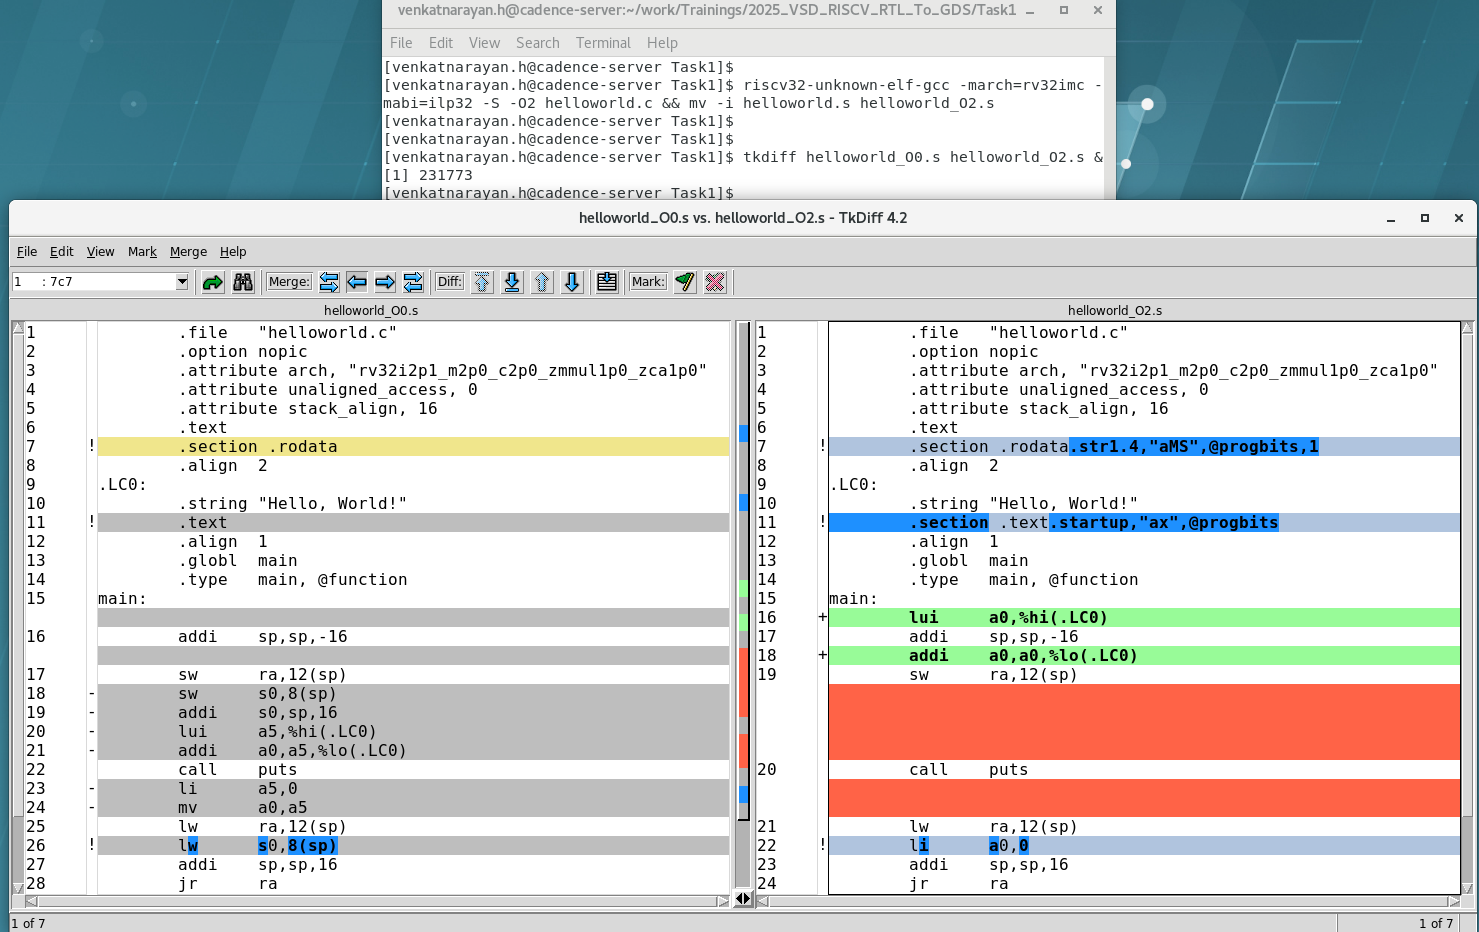 venkatnarayan.h@cadence-server:~/work/Trainings/2025_VSD_RISCV_RTL_To_GDS/Task1
File Edit View Search Terminal Help
[venkatnarayan.h@cadence-server Task1]$
[venkatnarayan.h@cadence-server Task1]$ riscv32-unknown-elf-gcc -march=rv32imc -
mabi=ilp32 -S -O2 helloworld.c && mv -i helloworld.s helloworld_O2.s
[venkatnarayan.h@cadence-server Task1]$
[venkatnarayan.h@cadence-server Task1]$
[venkatnarayan.h@cadence-server Task1]$ tkdiff helloworld_O0.s helloworld_O2.s &
[1] 231773
[venkatnarayan.h@cadence-server Task1]$
helloworld_O0.s vs. helloworld_O2.s - TkDiff 4.2
File Edit View Mark Merge Help
1 : 7c7 Merge: Diff: Mark:
helloworld_O0.s
1 .file "helloworld.c"
2 .option nopic
3 .attribute arch, "rv32i2p1_m2p0_c2p0_zmmul1p0_zca1p0"
4 .attribute unaligned_access, 0
5 .attribute stack_align, 16
6 .text
7 ! .section .rodata
8 .align 2
9 .LC0:
10 .string "Hello, World!"
11 ! .text
12 .align 1
13 .globl main
14 .type main, @function
15 main:
16 addi sp,sp,-16
17 sw ra,12(sp)
18 - sw s0,8(sp)
19 - addi s0,sp,16
20 - lui a5,%hi(.LC0)
21 - addi a0,a5,%lo(.LC0)
22 call puts
23 - li a5,0
24 - mv a0,a5
25 lw ra,12(sp)
26 ! lw s0,8(sp)
27 addi sp,sp,16
28 jr ra
helloworld_O2.s
1 .file "helloworld.c"
2 .option nopic
3 .attribute arch, "rv32i2p1_m2p0_c2p0_zmmul1p0_zca1p0"
4 .attribute unaligned_access, 0
5 .attribute stack_align, 16
6 .text
7 ! .section .rodata.str1.4,"aMS",@progbits,1
8 .align 2
9 .LC0:
10 .string "Hello, World!"
11 ! .section .text.startup,"ax",@progbits
12 .align 1
13 .globl main
14 .type main, @function
15 main:
16 + lui a0,%hi(.LC0)
17 addi sp,sp,-16
18 + addi a0,a0,%lo(.LC0)
19 sw ra,12(sp)
20 call puts
21 lw ra,12(sp)
22 ! li a0,0
23 addi sp,sp,16
24 jr ra
1 of 7
1 of 7